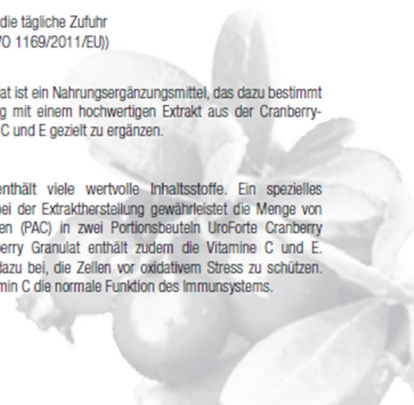 die tägliche Zufuhr
VO 1169/2011/EU))
at ist ein Nahrungsergänzungsmittel, das dazu bestimmt
g mit einem hochwertigen Extrakt aus der Cranberry-
C und E gezielt zu ergänzen.
enthält viele wertvolle Inhaltsstoffe. Ein spezielles
bei der Extraktherstellung gewährleistet die Menge von
en (PAC) in zwei Portionsbeuteln UroForte Cranberry
berry Granulat enthält zudem die Vitamine C und E.
dazu bei, die Zellen vor oxidativem Stress zu schützen.
min C die normale Funktion des Immunsystems.